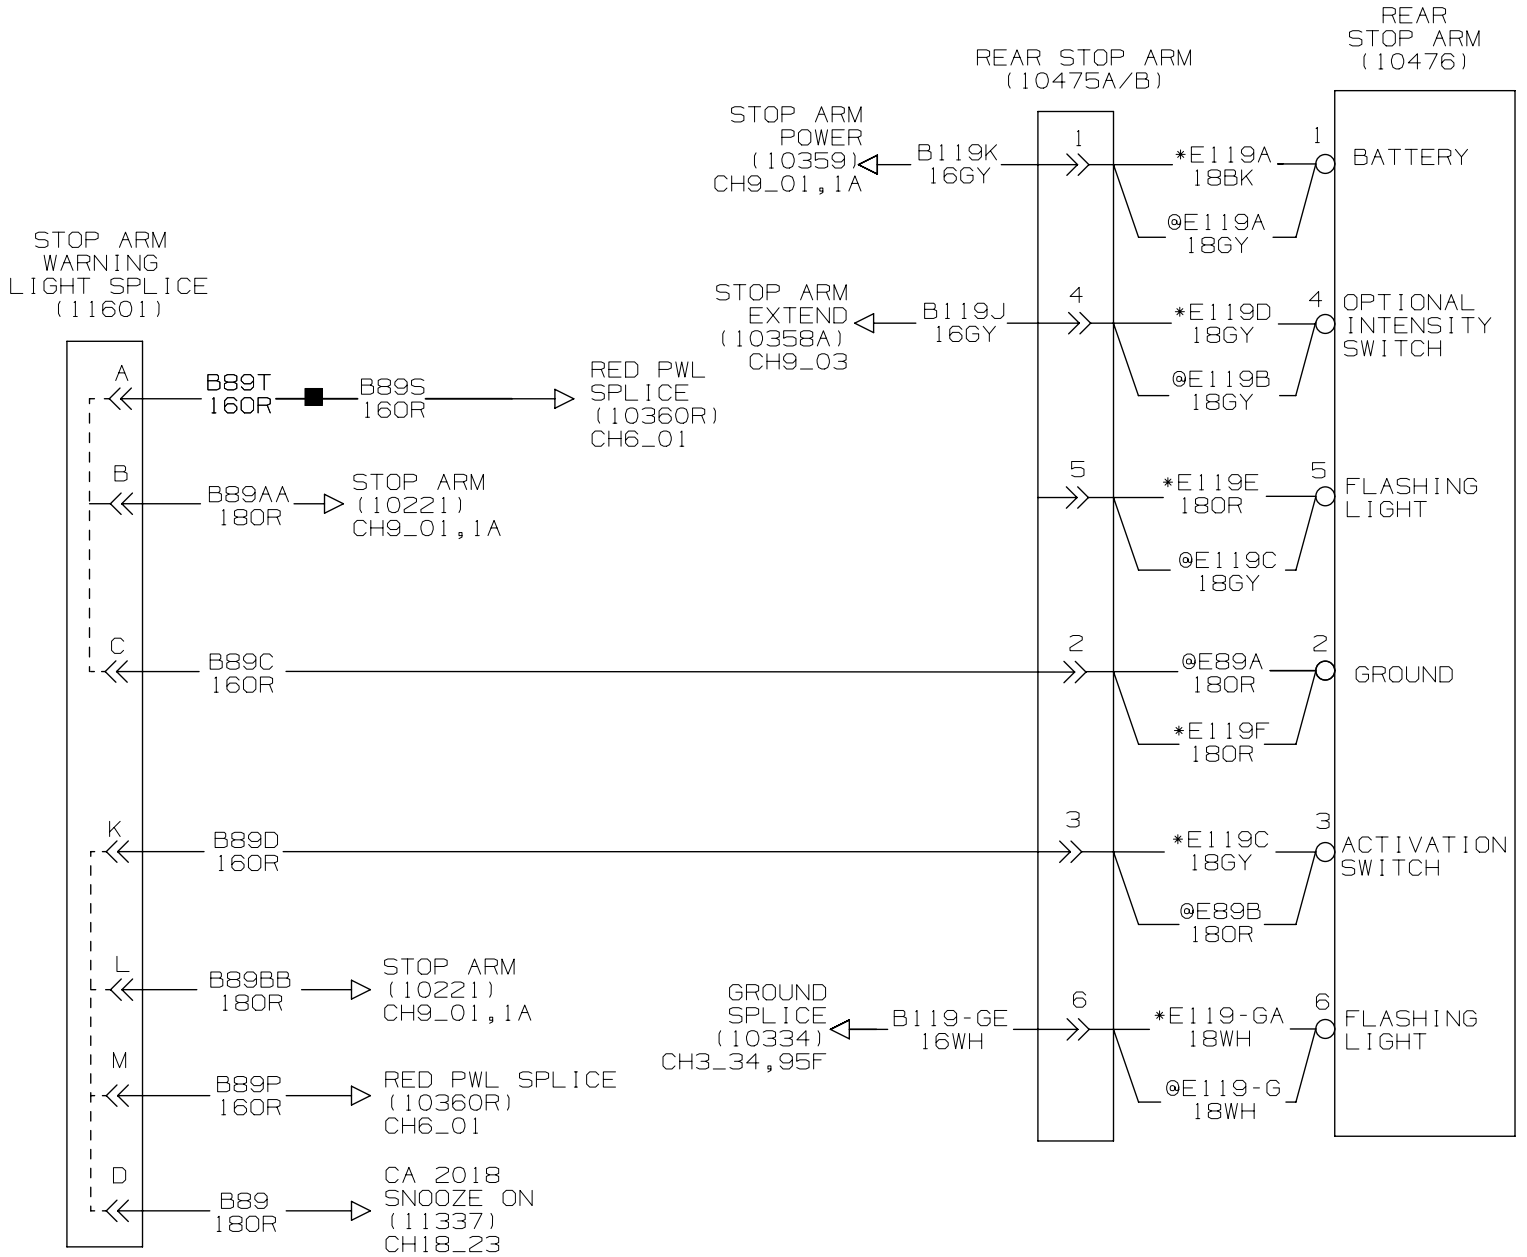 REAR
STOP ARM
(10476)
REAR STOP ARM
(10475A/B)
STOP ARM
POWER
(10359)
CH9_01,1A
B119K
16GY
1
*E119A
18BK
@E119A
18GY
1
BATTERY
STOP ARM
WARNING
LIGHT SPLICE
(11601)
STOP ARM
EXTEND
(10358A)
CH9_03
B119J
16GY
4
*E119D
18GY
@E119B
18GY
4
OPTIONAL
INTENSITY
SWITCH
A
B89T
16OR
B89S
16OR
RED PWL
SPLICE
(10360R)
CH6_01
B
B89AA
18OR
STOP ARM
(10221)
CH9_01,1A
5
*E119E
18OR
@E119C
18GY
5
FLASHING
LIGHT
C
B89C
16OR
2
@E89A
18OR
*E119F
18OR
2
GROUND
K
B89D
16OR
3
*E119C
18GY
@E89B
18OR
3
ACTIVATION
SWITCH
L
B89BB
18OR
STOP ARM
(10221)
CH9_01,1A
GROUND
SPLICE
(10334)
CH3_34,95F
B119-GE
16WH
6
*E119-GA
18WH
@E119-G
18WH
6
FLASHING
LIGHT
M
B89P
16OR
RED PWL SPLICE
(10360R)
CH6_01
D
B89
18OR
CA 2018
SNOOZE ON
(11337)
CH18_23